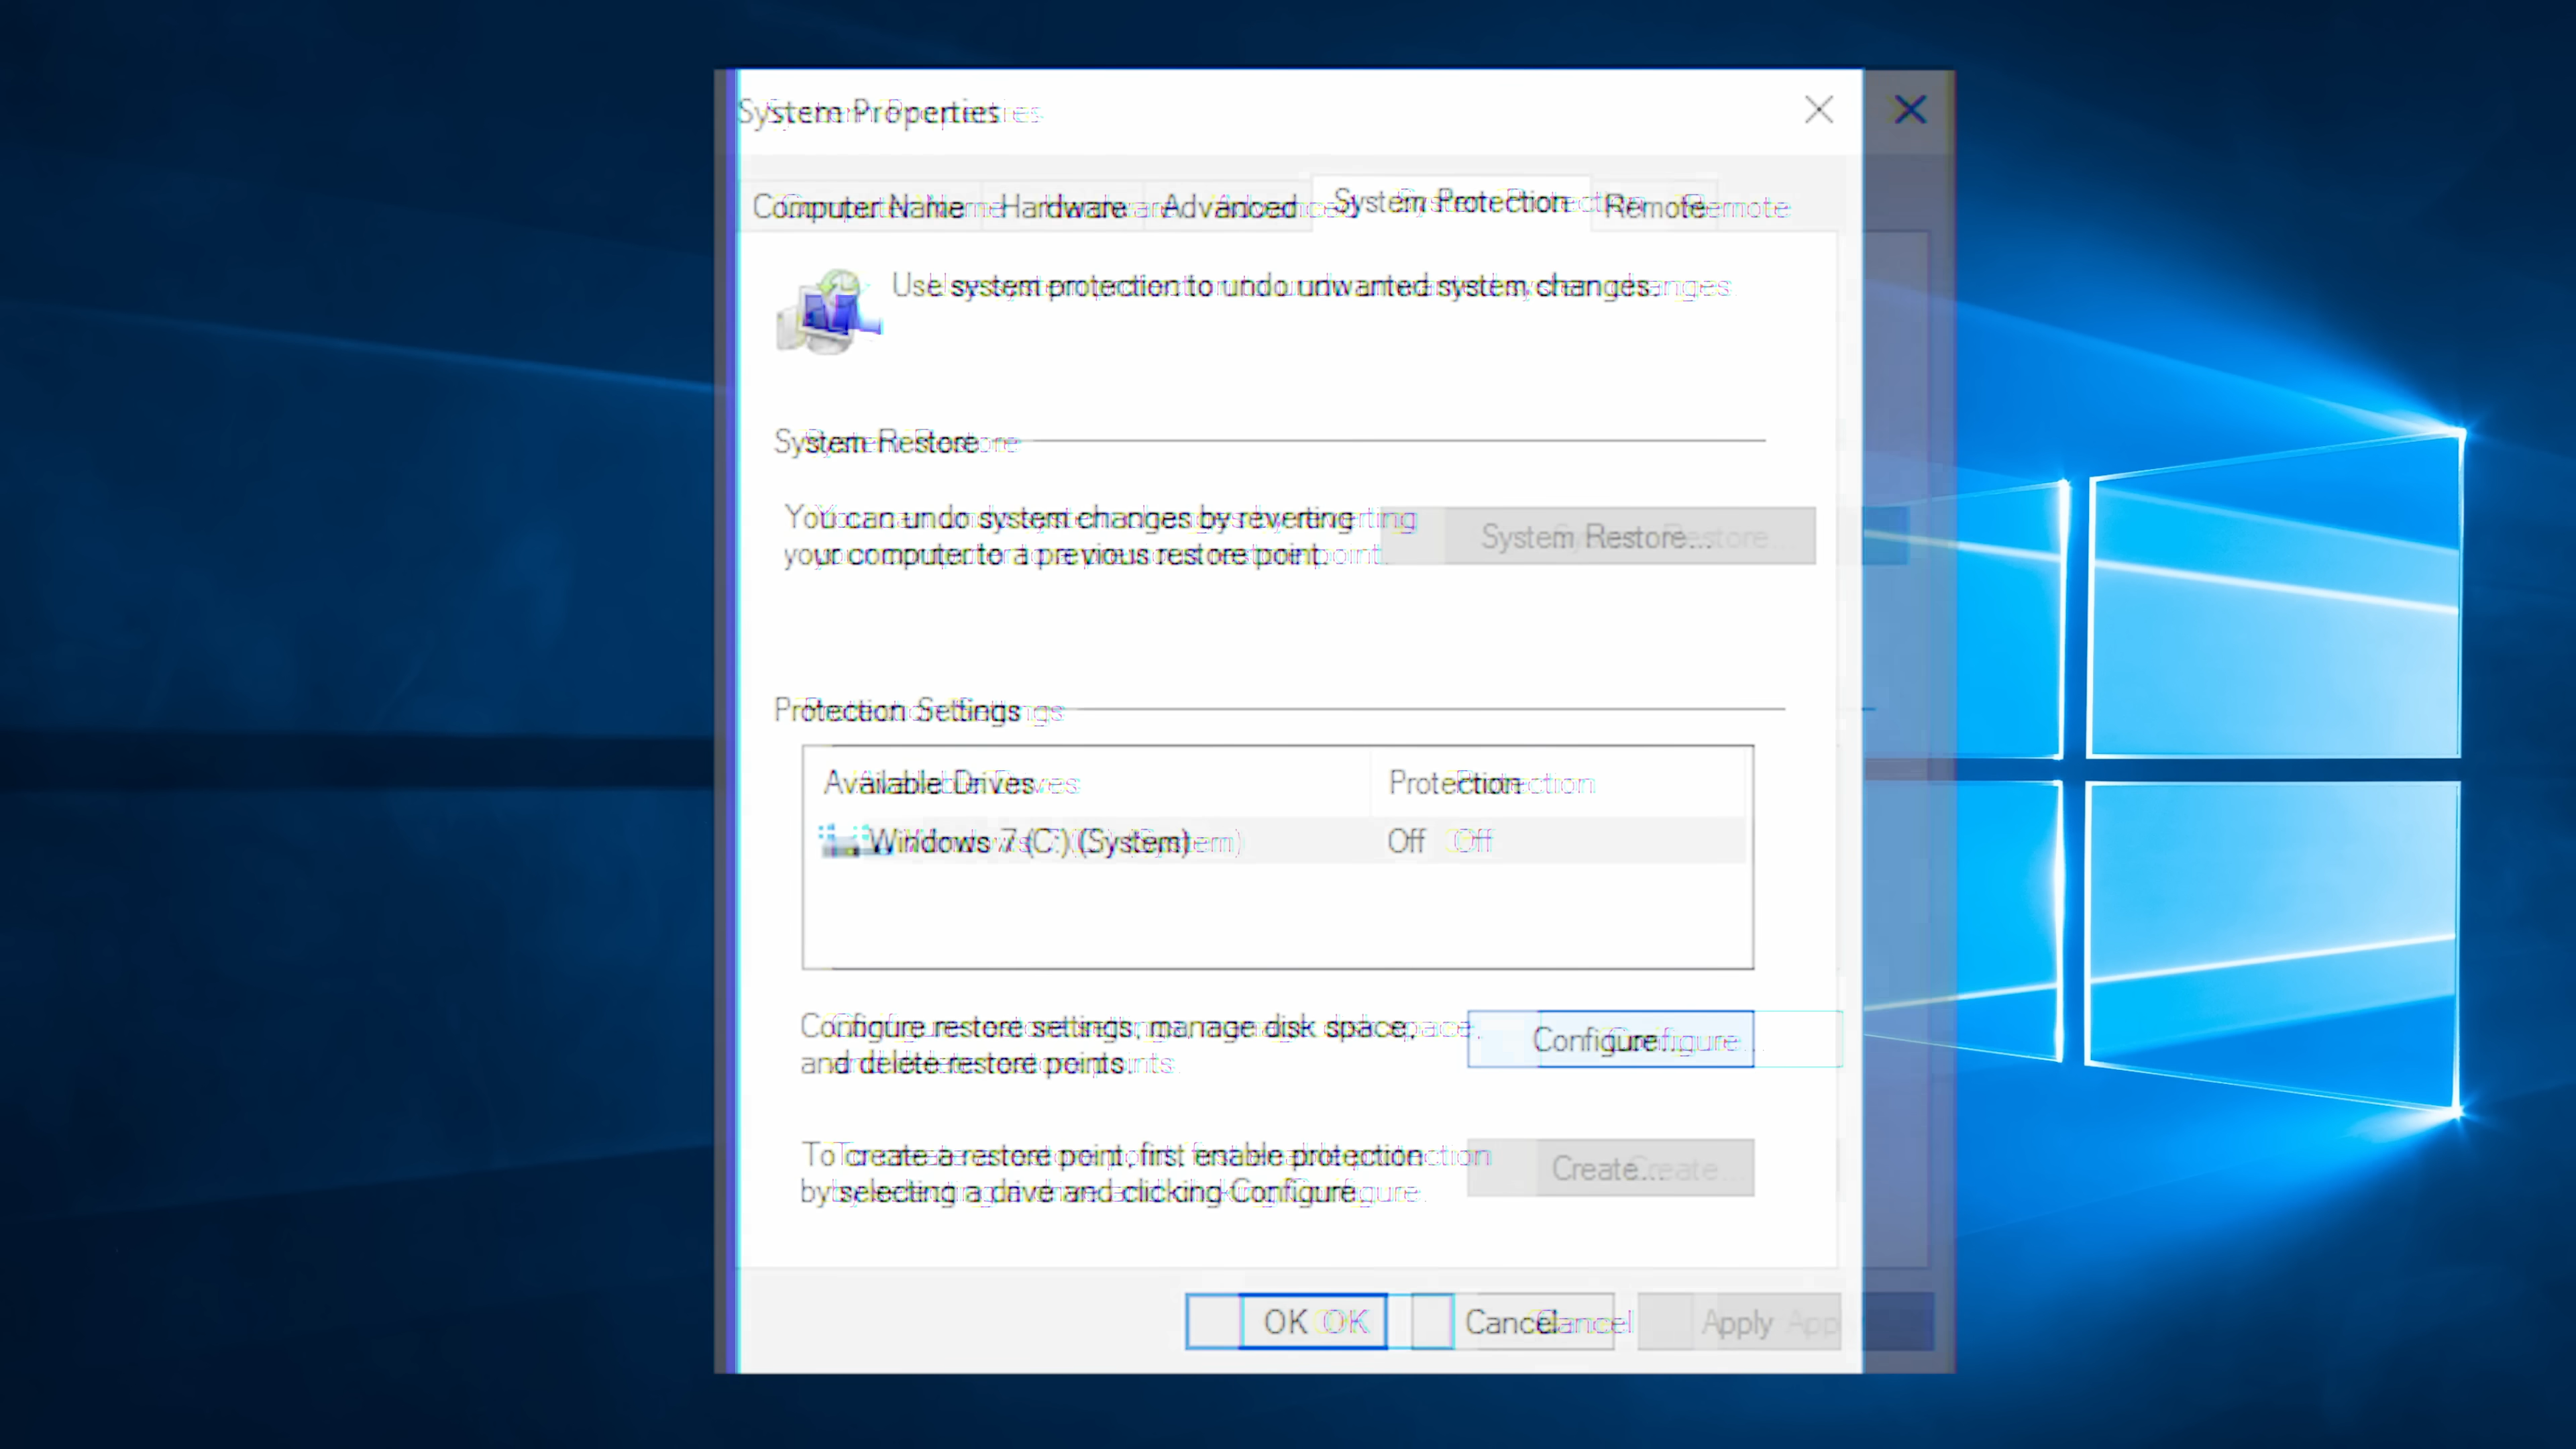 System Properties
Computer Name Hardware Advanced System Protection Remote
Use system protection to undo unwanted system changes.
System Restore
You can undo system changes by reverting
your computer to a previous restore point.
System Restore...
Protection Settings
Available Drives Protection
Windows 7 (C:) (System) Off
Configure restore settings, manage disk space,
and delete restore points.
Configure...
To create a restore point, first enable protection
by selecting a drive and clicking Configure.
Create...
OK Cancel Apply